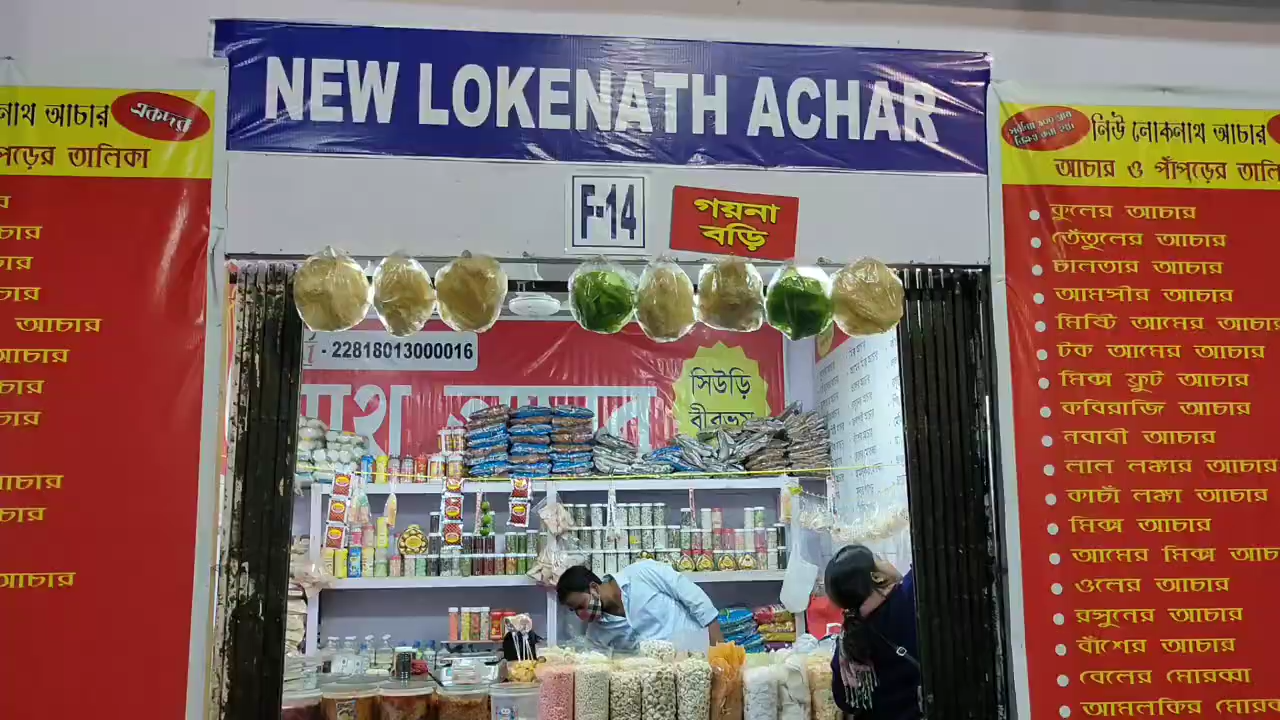 NEW LOKENATH ACHAR
F-14
গয়না
বড়ি
নাথ আচার
একদর
পড়ের তালিকা
চার
চার
চার
আচার
আচার
চার
চার
চার
চার
আচার
- 22818013000016
সিউড়ি
বীরভূম
নিউ লোকনাথ আচার
আচার ও পাঁপড়ের তালি
কুলের আচার
তেঁতুলের আচার
চালতার আচার
আমসীর আচার
মিষ্টি আমের আচার
টক আমের আচার
মিক্স ফ্রুট আচার
কবিরাজি আচার
নবাবী আচার
লাল লঙ্কার আচার
কাচাঁ লঙ্কা আচার
মিক্স আচার
আমের মিক্স আচা
ওলের আচার
রসুনের আচার
বাঁশের আচার
বেলের মোরব্বা
আমলকির মোরব